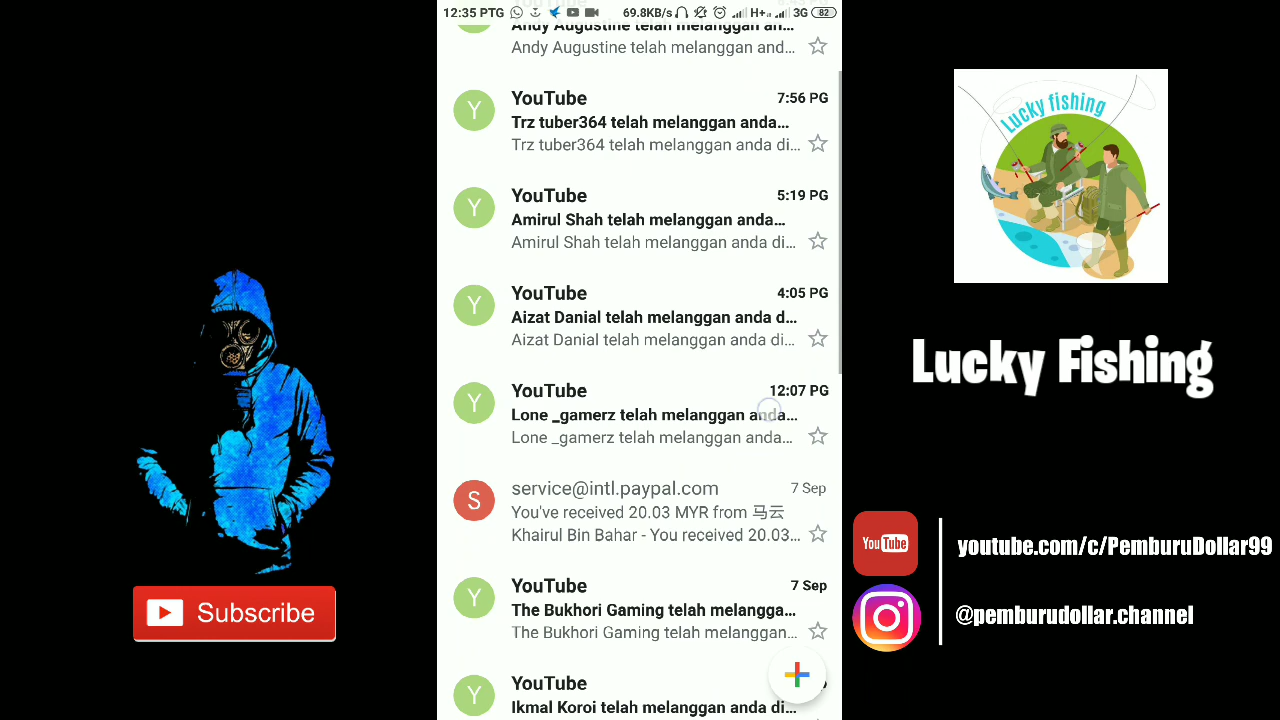 12:35 PTG
69.8KB/s
H+
3G
82
Andy Augustine telah melanggan an...
Andy Augustine telah melanggan and...
Y
YouTube
7:56 PG
Trz tuber364 telah melanggan anda...
Trz tuber364 telah melanggan anda di...
Y
YouTube
5:19 PG
Amirul Shah telah melanggan anda...
Amirul Shah telah melanggan anda di...
Y
YouTube
4:05 PG
Aizat Danial telah melanggan anda d...
Aizat Danial telah melanggan anda di...
Y
YouTube
12:07 PG
Lone _gamerz telah melanggan anda...
Lone _gamerz telah melanggan anda...
S
service@intl.paypal.com
7 Sep
You've received 20.03 MYR from 马云
Khairul Bin Bahar - You received 20.03...
Y
YouTube
7 Sep
The Bukhori Gaming telah melangga...
The Bukhori Gaming telah melanggan...
Y
YouTube
Ikmal Koroi telah melanggan anda di...
Subscribe
Lucky fishing
Lucky Fishing
YouTube
youtube.com/c/PemburuDollar99
@pemburudollar.channel